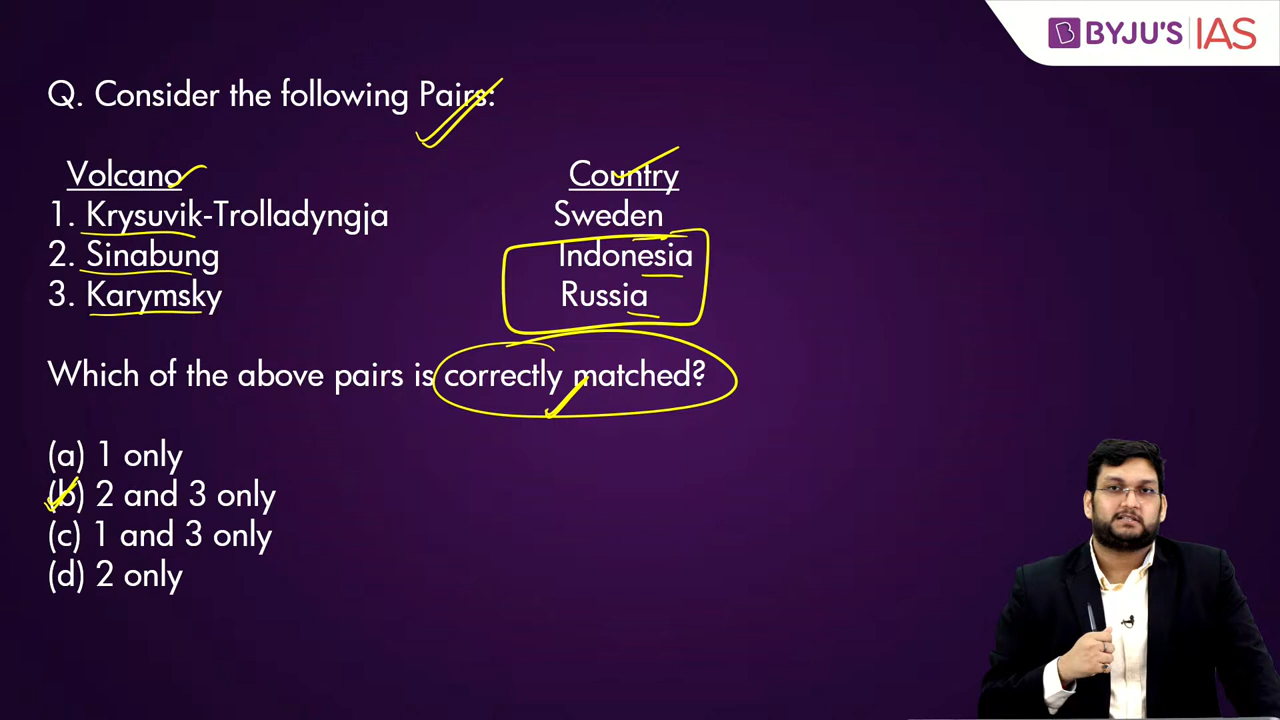 BYJU'S IAS
Q. Consider the following Pairs:
Volcano Country
1. Krysuvik-Trolladyngja Sweden
2. Sinabung Indonesia
3. Karymsky Russia
Which of the above pairs is correctly matched?
(a) 1 only
(b) 2 and 3 only
(c) 1 and 3 only
(d) 2 only